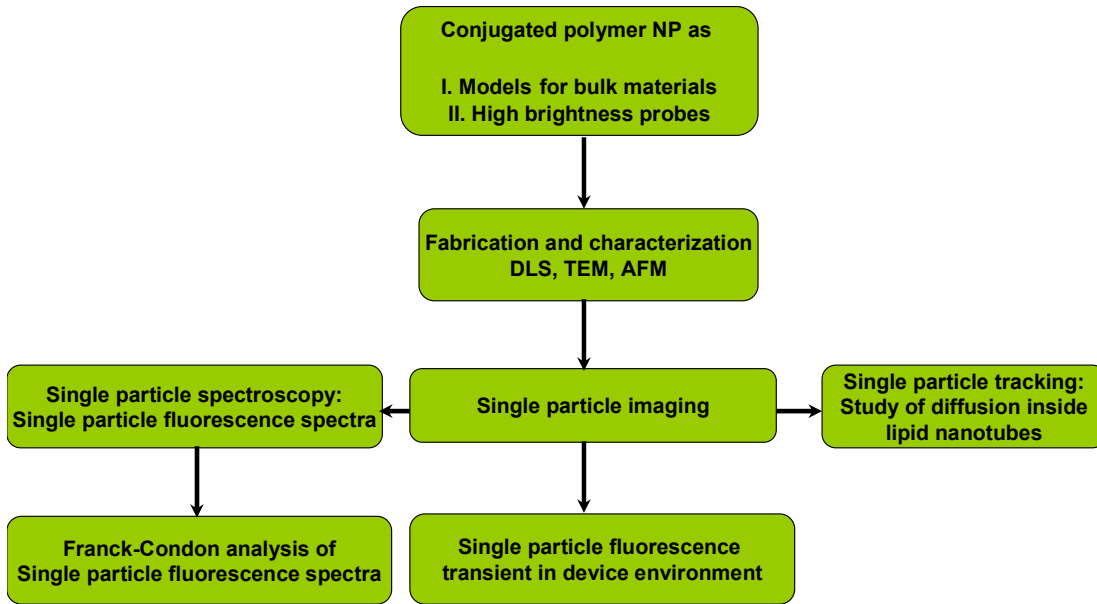 Conjugated polymer NP as
I. Models for bulk materials
II. High brightness probes
Fabrication and characterization
DLS, TEM, AFM
Single particle spectroscopy:
Single particle fluorescence spectra
Single particle imaging
Single particle tracking:
Study of diffusion inside
lipid nanotubes
Franck-Condon analysis of
Single particle fluorescence spectra
Single particle fluorescence
transient in device environment